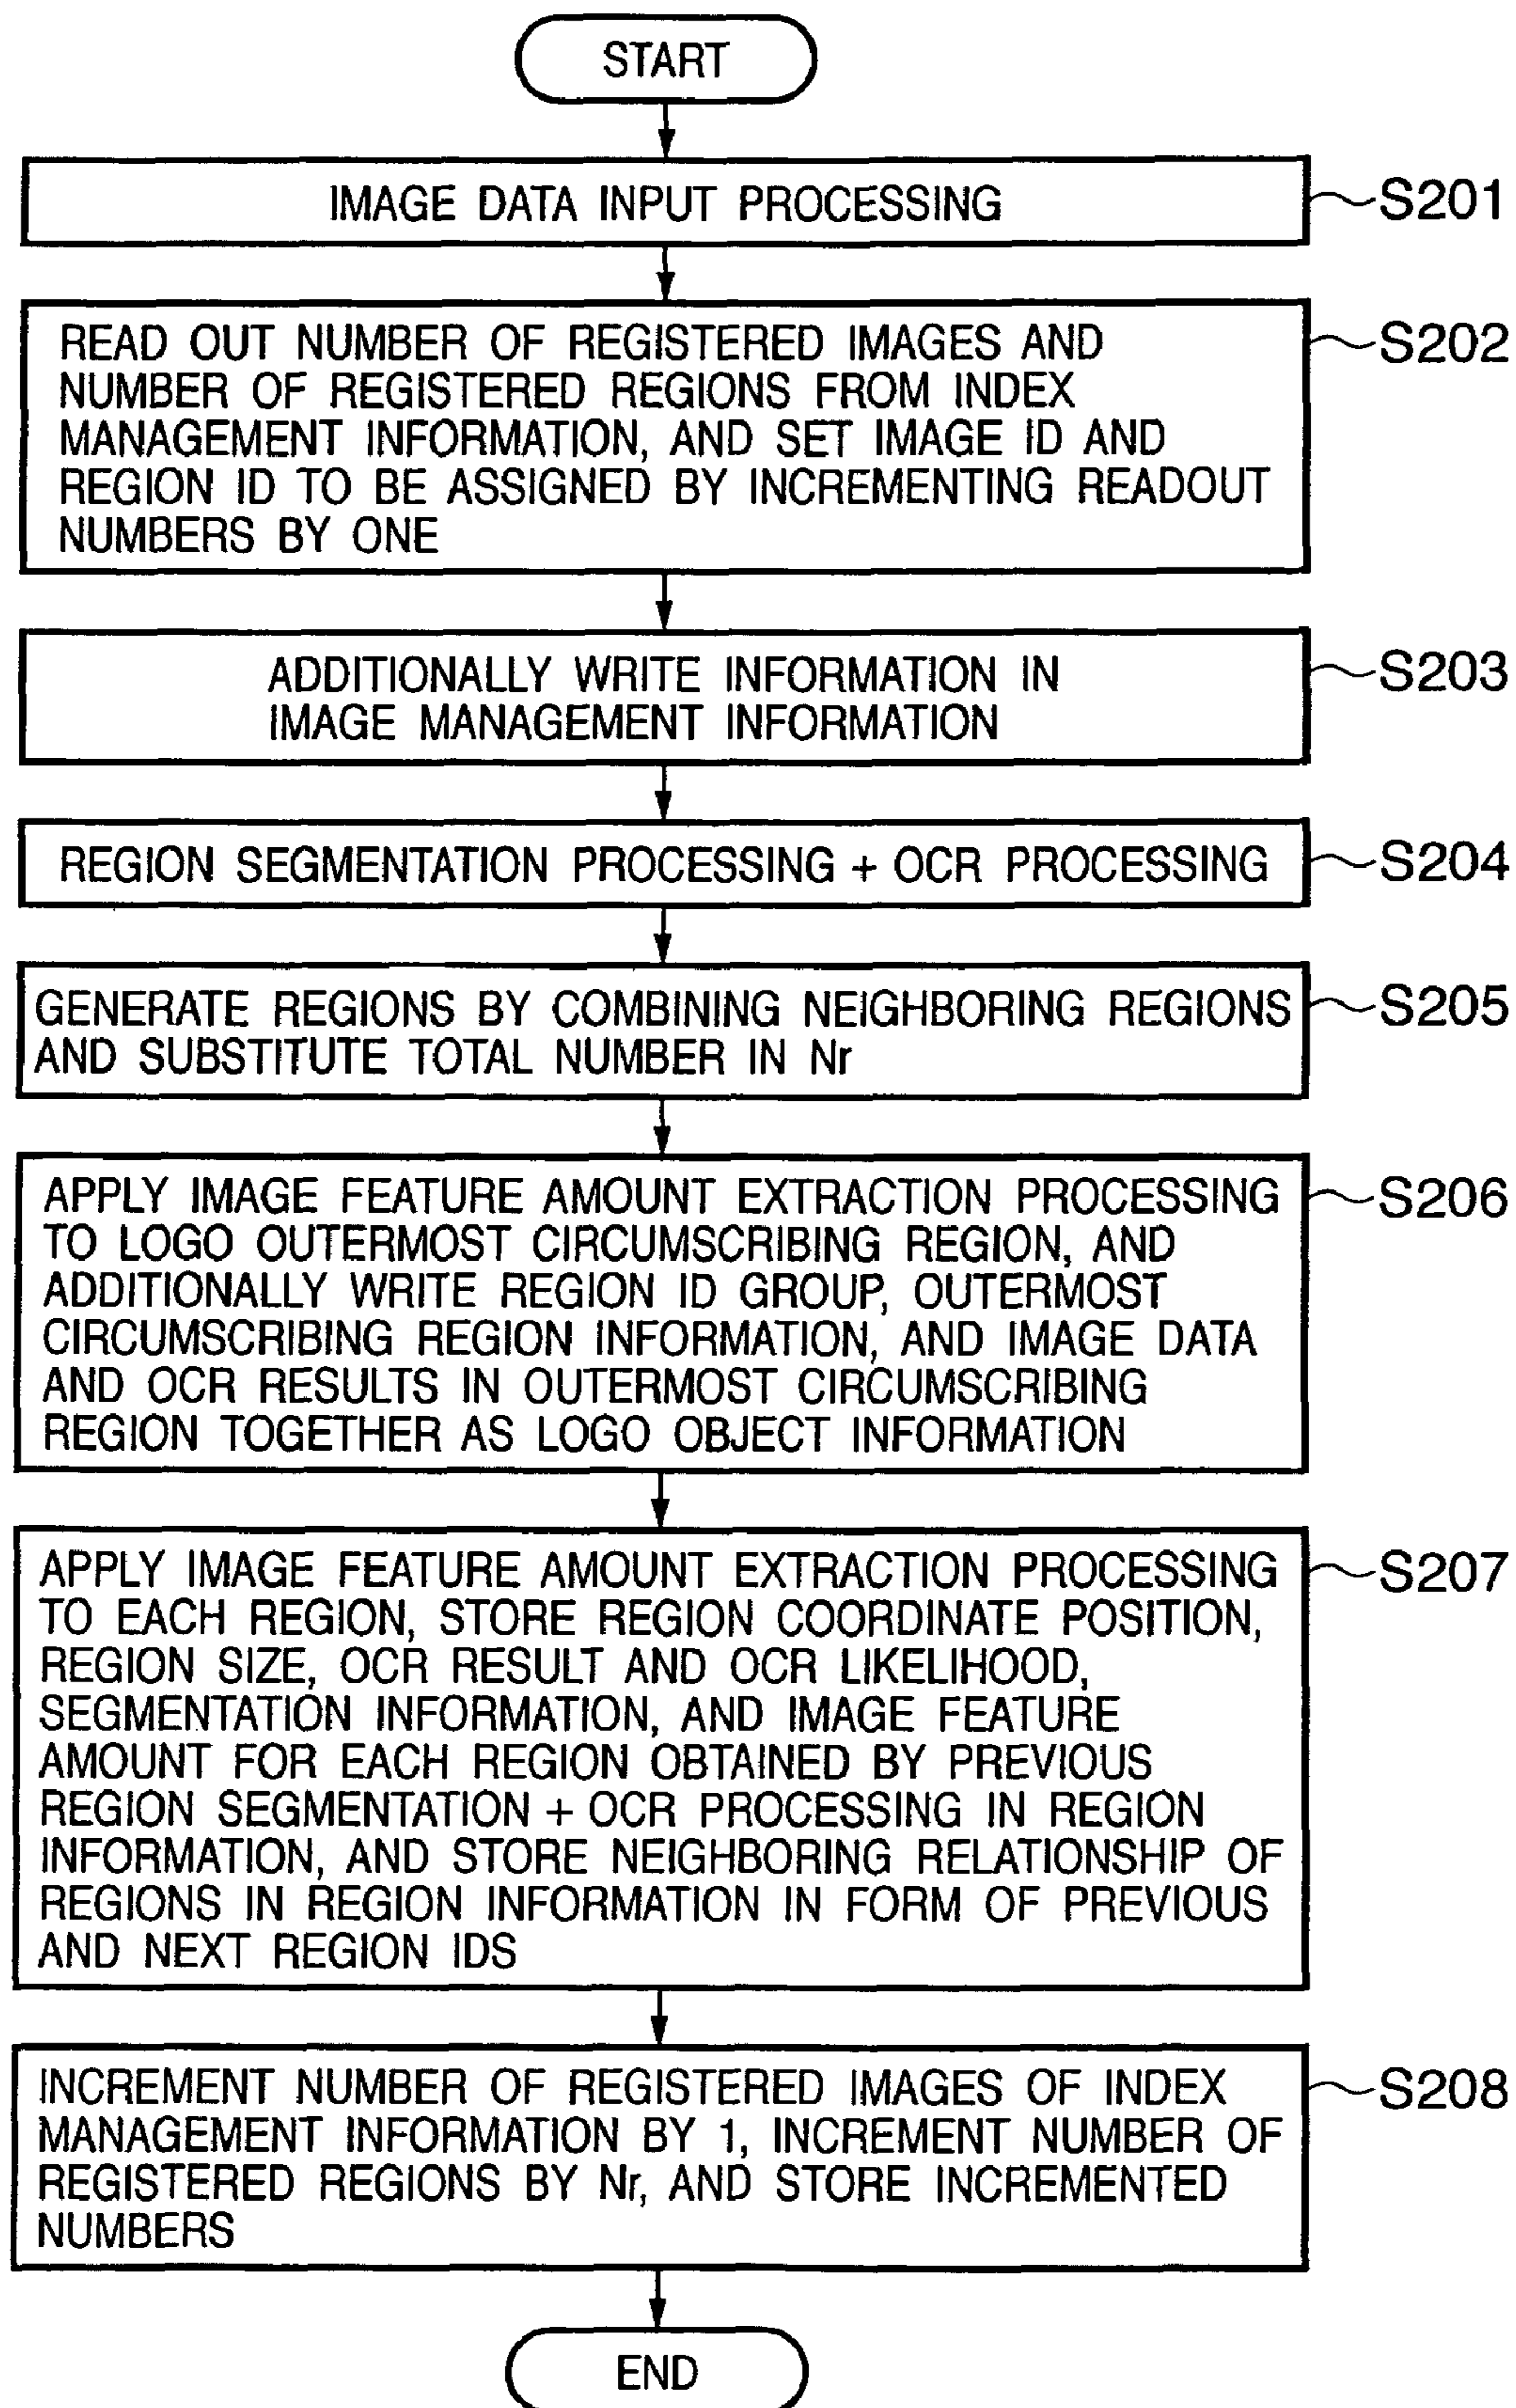 START
IMAGE DATA INPUT PROCESSING
S201
READ OUT NUMBER OF REGISTERED IMAGES AND
NUMBER OF REGISTERED REGIONS FROM INDEX
MANAGEMENT INFORMATION, AND SET IMAGE ID AND
REGION ID TO BE ASSIGNED BY INCREMENTING READOUT
NUMBERS BY ONE
S202
ADDITIONALLY WRITE INFORMATION IN
IMAGE MANAGEMENT INFORMATION
S203
REGION SEGMENTATION PROCESSING + OCR PROCESSING
S204
GENERATE REGIONS BY COMBINING NEIGHBORING REGIONS
AND SUBSTITUTE TOTAL NUMBER IN Nr
S205
APPLY IMAGE FEATURE AMOUNT EXTRACTION PROCESSING
TO LOGO OUTERMOST CIRCUMSCRIBING REGION, AND
ADDITIONALLY WRITE REGION ID GROUP, OUTERMOST
CIRCUMSCRIBING REGION INFORMATION, AND IMAGE DATA
AND OCR RESULTS IN OUTERMOST CIRCUMSCRIBING
REGION TOGETHER AS LOGO OBJECT INFORMATION
S206
APPLY IMAGE FEATURE AMOUNT EXTRACTION PROCESSING
TO EACH REGION, STORE REGION COORDINATE POSITION,
REGION SIZE, OCR RESULT AND OCR LIKELIHOOD,
SEGMENTATION INFORMATION, AND IMAGE FEATURE
AMOUNT FOR EACH REGION OBTAINED BY PREVIOUS
REGION SEGMENTATION + OCR PROCESSING IN REGION
INFORMATION, AND STORE NEIGHBORING RELATIONSHIP OF
REGIONS IN REGION INFORMATION IN FORM OF PREVIOUS
AND NEXT REGION IDS
S207
INCREMENT NUMBER OF REGISTERED IMAGES OF INDEX
MANAGEMENT INFORMATION BY 1, INCREMENT NUMBER OF
REGISTERED REGIONS BY Nr, AND STORE INCREMENTED
NUMBERS
S208
END